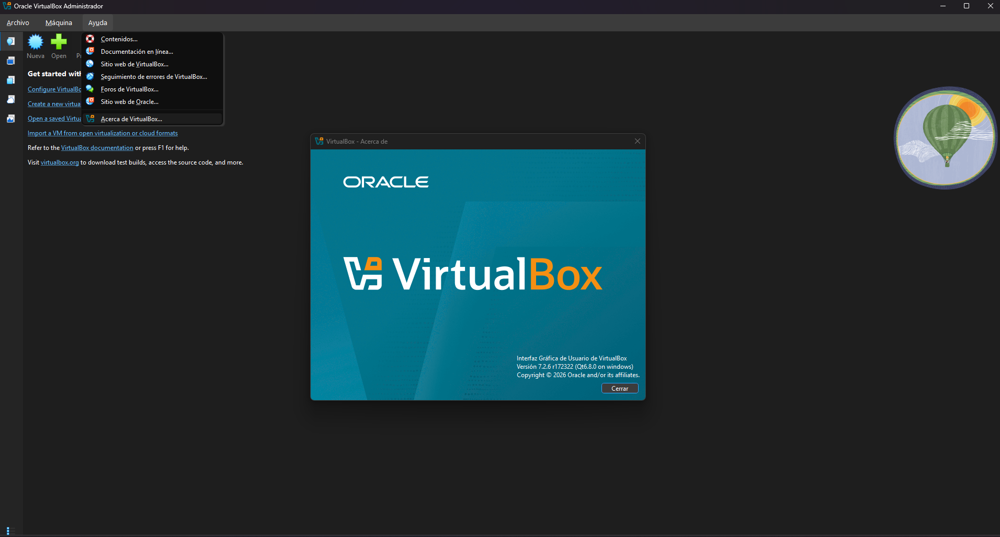 Oracle VirtualBox Administrador
Archivo Máquina Ayuda
Nueva Open
Contenidos...
Documentación en línea...
Sitio web de VirtualBox...
Seguimiento de errores de VirtualBox...
Foros de VirtualBox...
Sitio web de Oracle...
Acerca de VirtualBox...
Get started with
Configure VirtualBo
Create a new virtua
Open a saved Virtua
Import a VM from open virtualization or cloud formats
Refer to the VirtualBox documentation or press F1 for help.
Visit virtualbox.org to download test builds, access the source code, and more.
VirtualBox - Acerca de
ORACLE
VirtualBox
Interfaz Gráfica de Usuario de VirtualBox
Versión 7.2.6 r172322 (Qt6.8.0 on windows)
Copyright © 2026 Oracle and/or its affiliates.
Cerrar